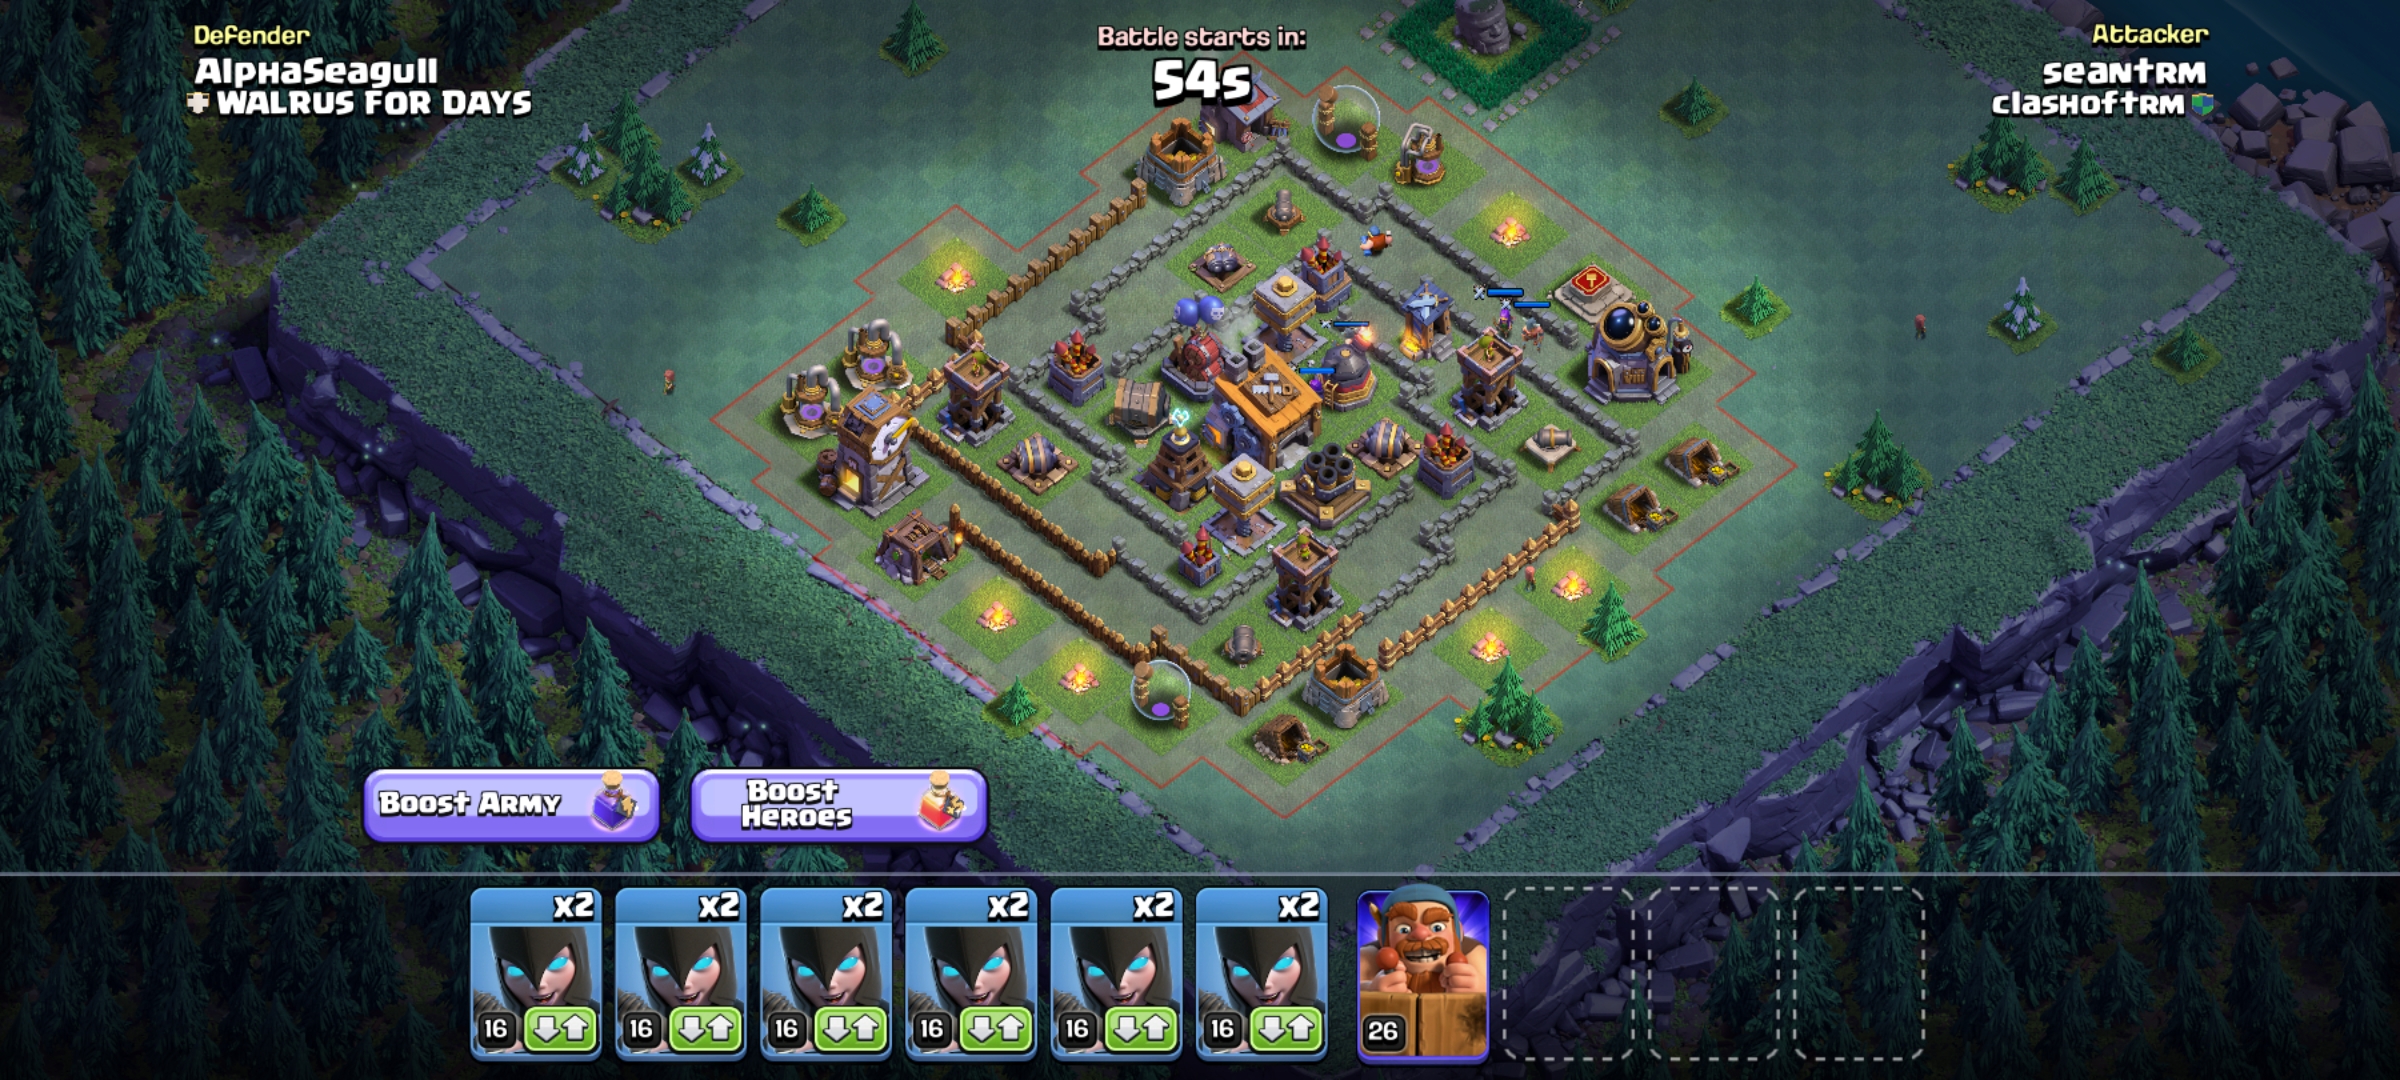 Defender
AlphaSeagull
WALRUS FOR DAYS
Battle starts in:
54s
Attacker
seantRM
clashoftRM
Boost Army
Boost
Heroes
x2
x2
x2
x2
x2
x2
16
16
16
16
16
16
26